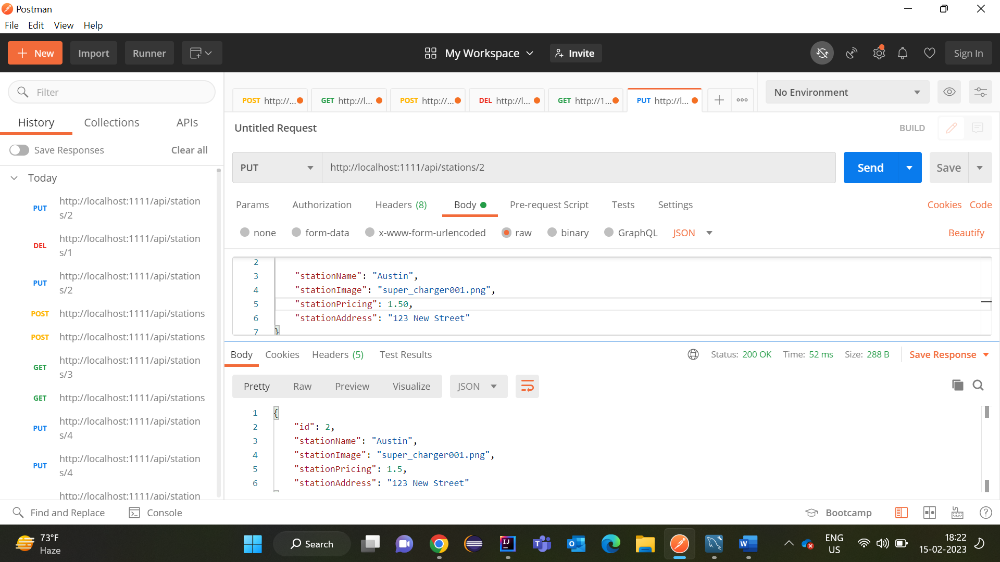 Postman
File Edit View Help
New Import Runner My Workspace Invite Sign In
Filter
History Collections APIs
Save Responses Clear all
Today
PUT http://localhost:1111/api/station
s/2
DEL http://localhost:1111/api/station
s/1
PUT http://localhost:1111/api/station
s/2
POST http://localhost:1111/api/stations
POST http://localhost:1111/api/stations
GET http://localhost:1111/api/station
s/3
GET http://localhost:1111/api/stations
PUT http://localhost:1111/api/station
s/4
PUT http://localhost:1111/api/station
s/4
http://localhost:1111/api/station
POST http://... GET http://l... POST http://... DEL http://l... GET http://1... PUT http://l... No Environment
Untitled Request BUILD
PUT http://localhost:1111/api/stations/2 Send Save
Params Authorization Headers (8) Body Pre-request Script Tests Settings Cookies Code
none form-data x-www-form-urlencoded raw binary GraphQL JSON Beautify
2
3 "stationName": "Austin",
4 "stationImage": "super_charger001.png",
5 "stationPricing": 1.50,
6 "stationAddress": "123 New Street"
7 }
Body Cookies Headers (5) Test Results Status: 200 OK Time: 52 ms Size: 288 B Save Response
Pretty Raw Preview Visualize JSON
1 {
2 "id": 2,
3 "stationName": "Austin",
4 "stationImage": "super_charger001.png",
5 "stationPricing": 1.5,
6 "stationAddress": "123 New Street"
Find and Replace Console Bootcamp
73°F
Haze
Search
ENG
US
18:22
15-02-2023